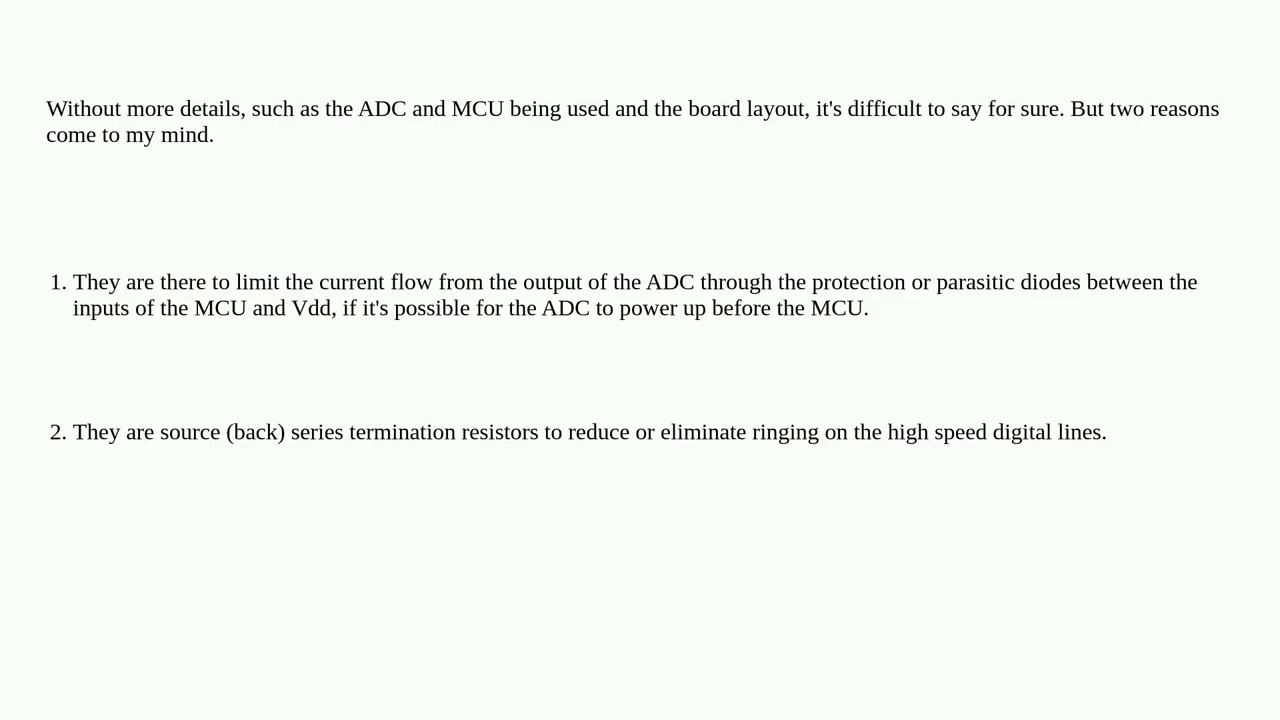 Without more details, such as the ADC and MCU being used and the board layout, it's difficult to say for sure. But two reasons
come to my mind.
1. They are there to limit the current flow from the output of the ADC through the protection or parasitic diodes between the
inputs of the MCU and Vdd, if it's possible for the ADC to power up before the MCU.
2. They are source (back) series termination resistors to reduce or eliminate ringing on the high speed digital lines.